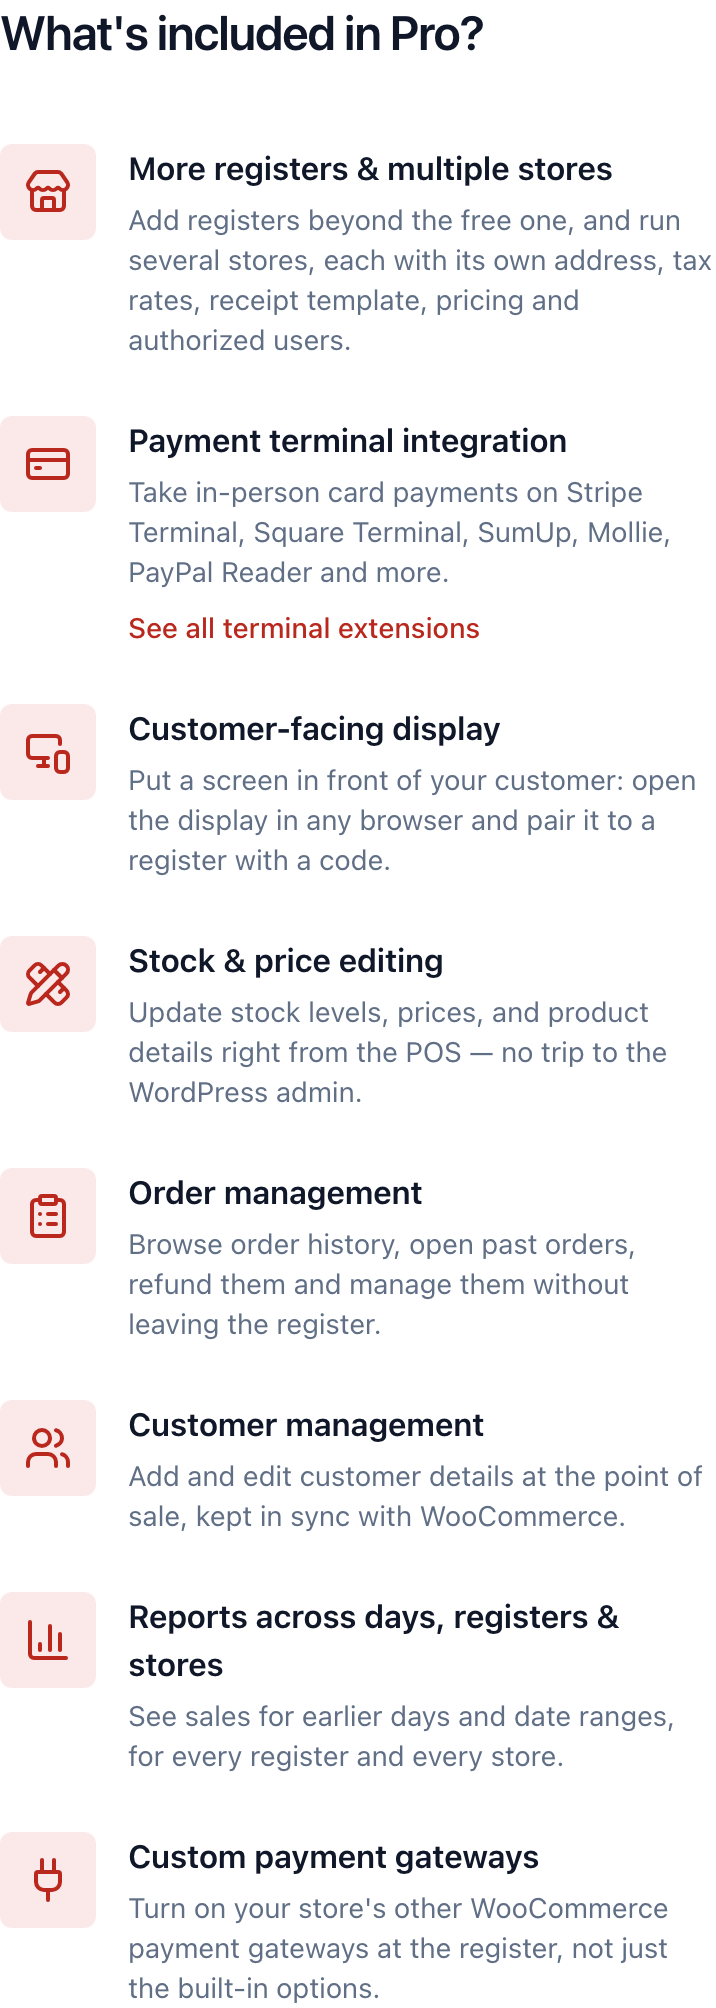 What's included in Pro?
More registers & multiple stores
Add registers beyond the free one, and run
several stores, each with its own address, tax
rates, receipt template, pricing and
authorized users.
Payment terminal integration
Take in-person card payments on Stripe
Terminal, Square Terminal, SumUp, Mollie,
PayPal Reader and more.
See all terminal extensions
Customer-facing display
Put a screen in front of your customer: open
the display in any browser and pair it to a
register with a code.
Stock & price editing
Update stock levels, prices, and product
details right from the POS — no trip to the
WordPress admin.
Order management
Browse order history, open past orders,
refund them and manage them without
leaving the register.
Customer management
Add and edit customer details at the point of
sale, kept in sync with WooCommerce.
Reports across days, registers &
stores
See sales for earlier days and date ranges,
for every register and every store.
Custom payment gateways
Turn on your store's other WooCommerce
payment gateways at the register, not just
the built-in options.